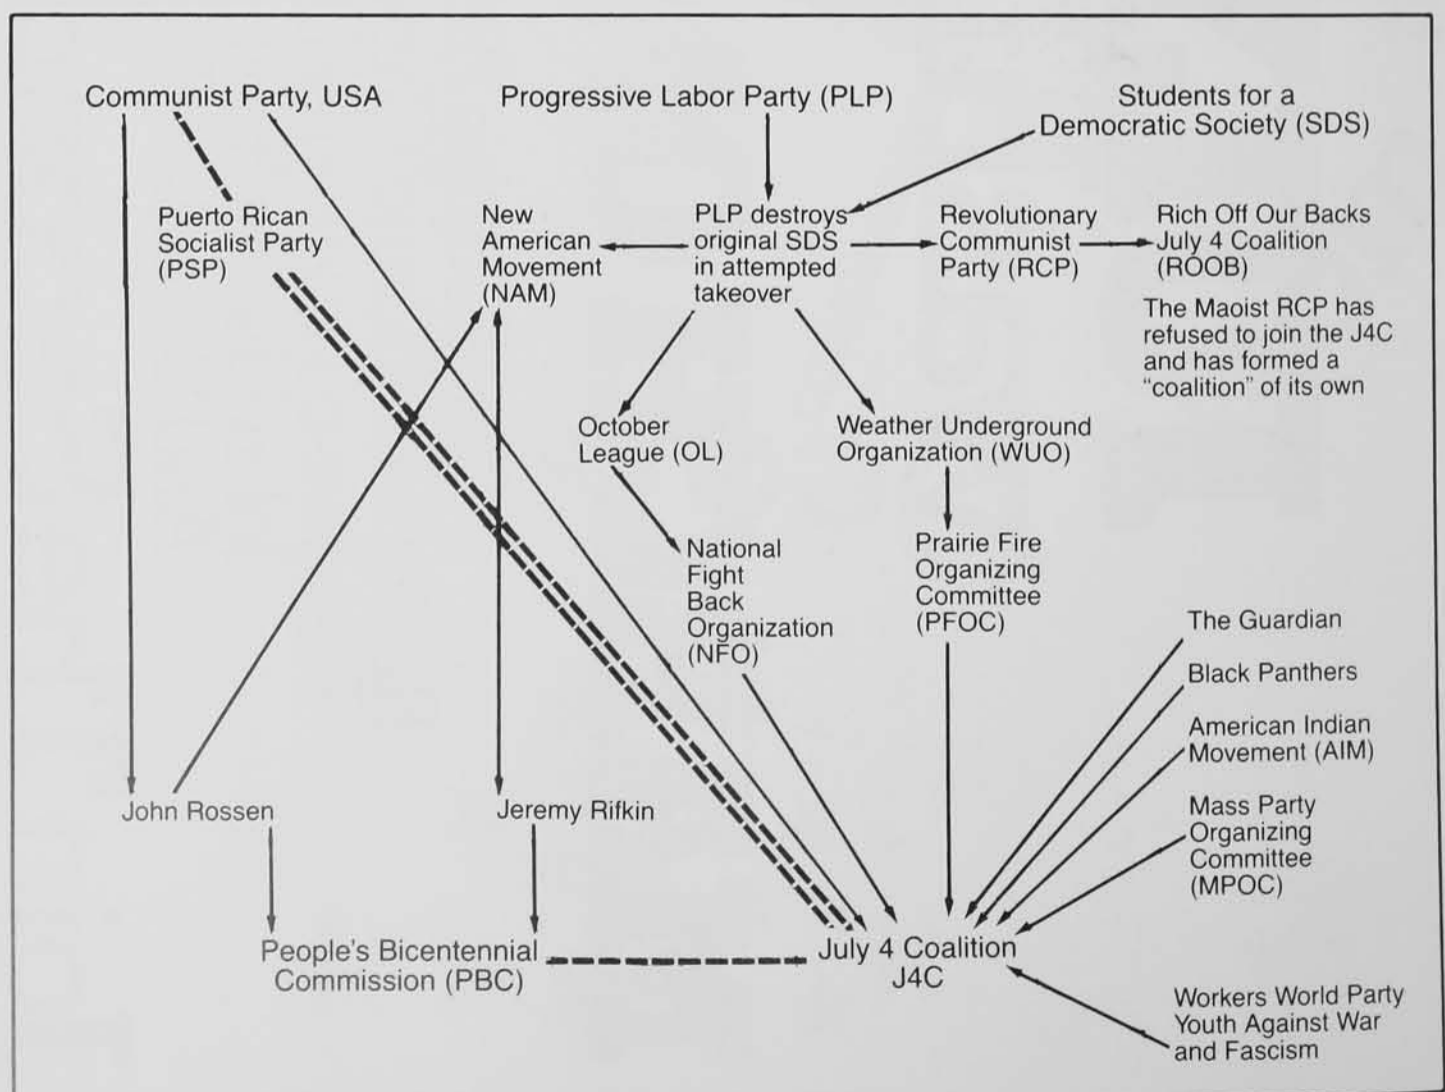 Communist Party, USA
Progressive Labor Party (PLP)
Students for a
Democratic Society (SDS)
Puerto Rican
Socialist Party
(PSP)
New
American
Movement
(NAM)
PLP destroys
original SDS
in attempted
takeover
Revolutionary
Communist
Party (RCP)
Rich Off Our Backs
July 4 Coalition
(ROOB)
The Maoist RCP has
refused to join the J4C
and has formed a
“coalition” of its own
October
League (OL)
Weather Underground
Organization (WUO)
National
Fight
Back
Organization
(NFO)
Prairie Fire
Organizing
Committee
(PFOC)
The Guardian
Black Panthers
American Indian
Movement (AIM)
Mass Party
Organizing
Committee
(MPOC)
John Rossen
Jeremy Rifkin
People's Bicentennial
Commission (PBC)
July 4 Coalition
J4C
Workers World Party
Youth Against War
and Fascism